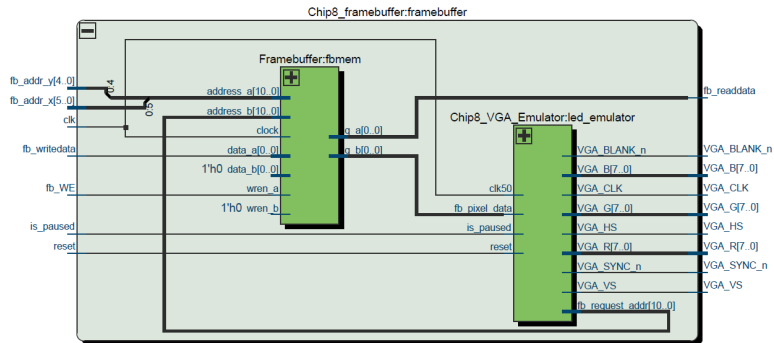 Chip8_framebuffer:framebuffer
Framebuffer:fbmem
fb_addr_y[4..0]
0:4
address_a[10..0]
fb_readdata
fb_addr_x[5..0]
0:5
address_b[10..0]
Chip8_VGA_Emulator:led_emulator
clk
clock
q_a[0..0]
fb_writedata
data_a[0..0]
q_b[0..0]
VGA_BLANK_n
VGA_BLANK_n
1'h0 data_b[0..0]
VGA_B[7..0]
VGA_B[7..0]
fb_WE
wren_a
clk50
VGA_CLK
VGA_CLK
1'h0 wren_b
fb_pixel_data
VGA_G[7..0]
VGA_G[7..0]
is_paused
is_paused
VGA_HS
VGA_HS
reset
reset
VGA_R[7..0]
VGA_R[7..0]
VGA_SYNC_n
VGA_SYNC_n
VGA_VS
VGA_VS
fb_request_addr[10..0]